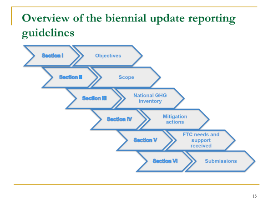 Overview of the biennial update reporting
guidelines
Section I
Objectives
Section II
Scope
Section III
National GHG
inventory
Section IV
Mitigation
actions
Section V
FTC needs and
support
received
Section VI
Submissions